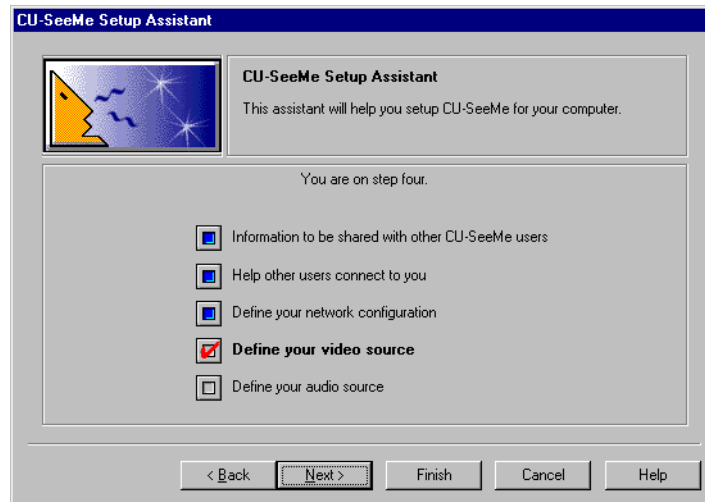 CU-SeeMe Setup Assistant
CU-SeeMe Setup Assistant
This assistant will help you setup CU-SeeMe for your computer.
You are on step four.
Information to be shared with other CU-SeeMe users
Help other users connect to you
Define your network configuration
Define your video source
Define your audio source
< Back Next > Finish Cancel Help